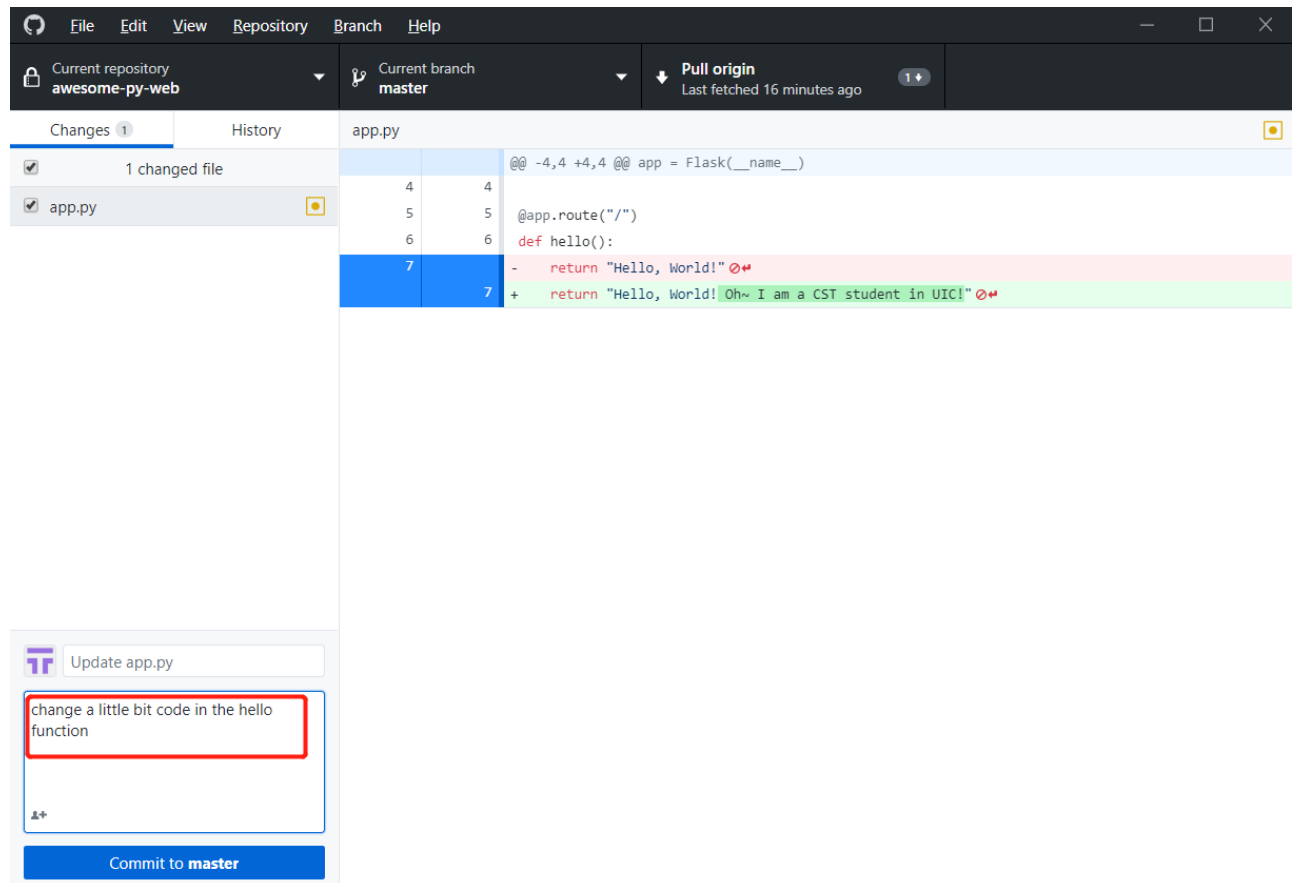 File Edit View Repository Branch Help
Current repository
awesome-py-web
Current branch
master
Pull origin
Last fetched 16 minutes ago
1
Changes 1 History
app.py
1 changed file
app.py
@@ -4,4 +4,4 @@ app = Flask(__name__)
4 4
5 5 @app.route("/")
6 6 def hello():
7 - return "Hello, World!"
7 + return "Hello, World! Oh~ I am a CST student in UIC!"
Update app.py
change a little bit code in the hello
function
Commit to master